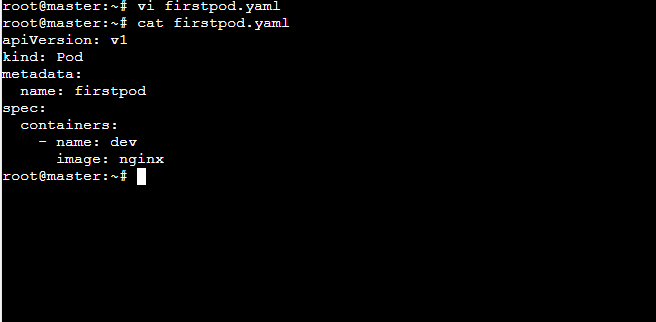 root@master:~# vi firstpod.yaml
root@master:~# cat firstpod.yaml
apiVersion: v1
kind: Pod
metadata:
  name: firstpod
spec:
  containers:
    - name: dev
      image: nginx
root@master:~#